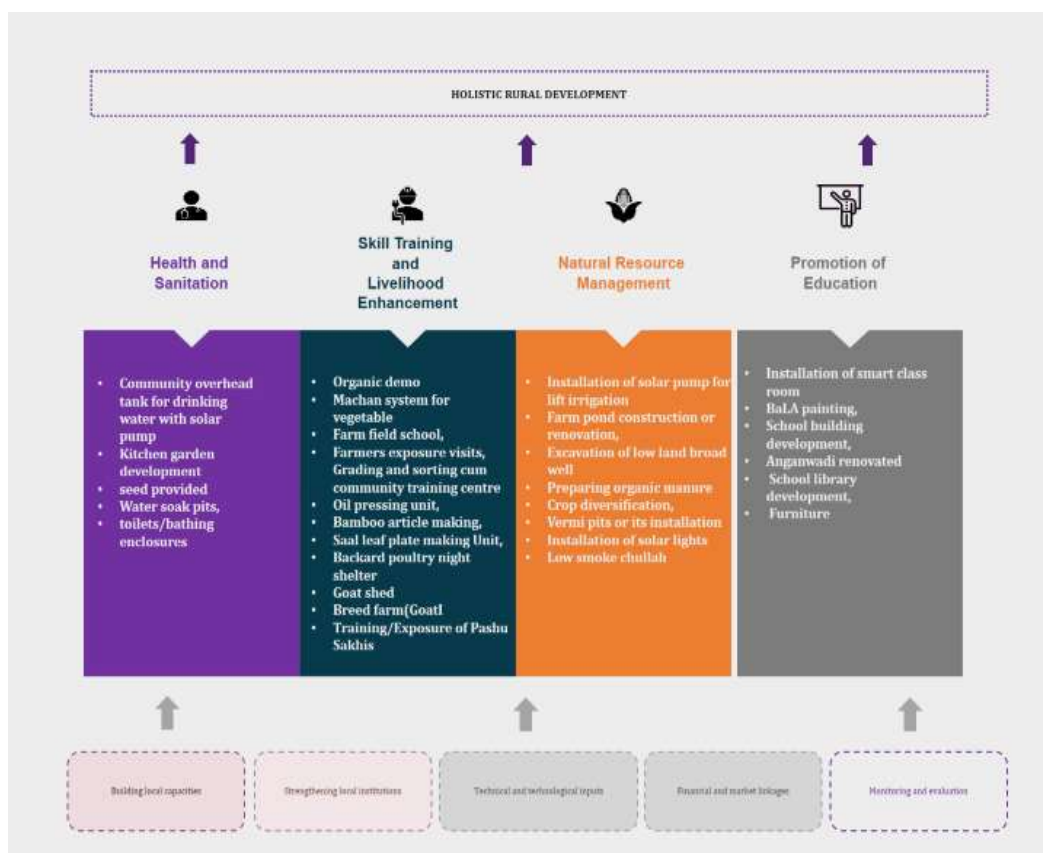 HOLISTIC RURAL DEVELOPMENT
Health and
Sanitation
Skill Training
and
Livelihood
Enhancement
Natural Resource
Management
Promotion of
Education
• Community overhead
tank for drinking
water with solar
pump
• Kitchen garden
development
• seed provided
• Water soak pits,
• toilets/bathing
enclosures
• Organic demo
• Machan system for
vegetable
• Farm field school,
• Farmers exposure visits,
Grading and sorting cum
community training centre
• Oil pressing unit,
• Bamboo article making,
• Saal leaf plate making Unit,
• Backard poultry night
shelter
• Goat shed
• Breed farm(Goatl
• Training/Exposure of Pashu
Sakhis
• Installation of solar pump for
lift irrigation
• Farm pond construction or
renovation,
• Excavation of low land broad
well
• Preparing organic manure
• Crop diversification,
• Vermi pits or its installation
• Installation of solar lights
• Low smoke chullah
• Installation of smart class
room
• BaLA painting,
• School building
development,
• Anganwadi renovated
• School library
development,
• Furniture
Building local capacities
Strengthening local institutions
Technical and technological inputs
Financial and market linkages
Monitoring and evaluation